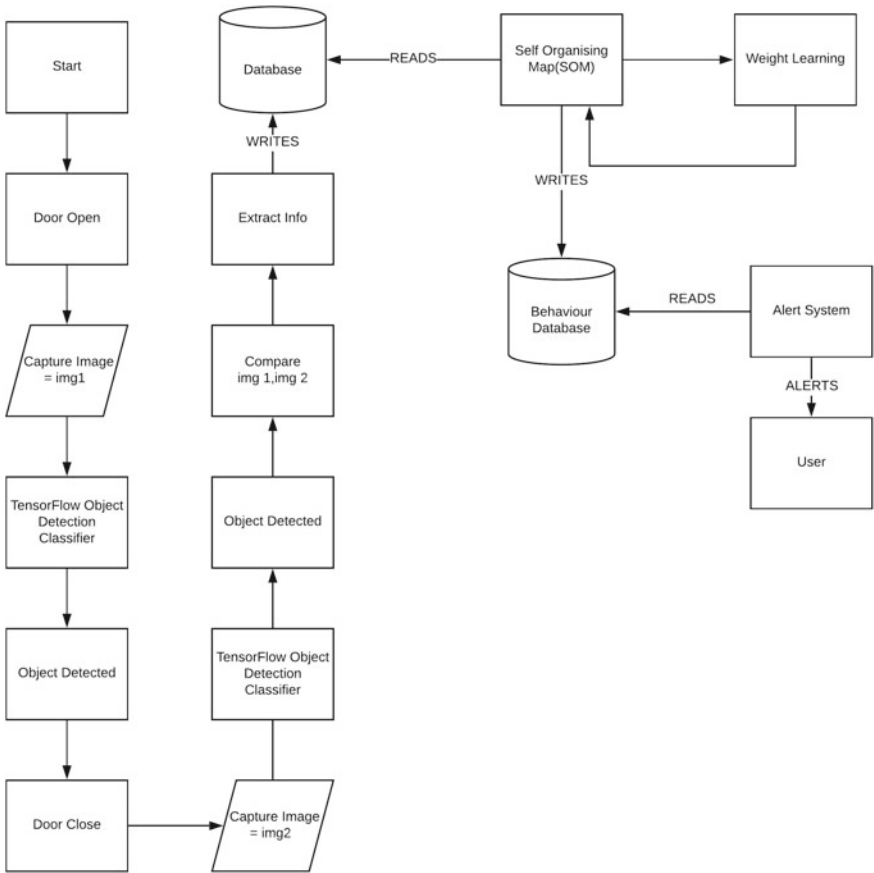 Start
Door Open
Capture Image
= img1
TensorFlow Object
Detection
Classifier
Object Detected
Door Close
Capture Image
= img2
TensorFlow Object
Detection
Classifier
Object Detected
Compare
img 1,img 2
Extract Info
WRITES
Database
READS
Self Organising
Map(SOM)
Weight Learning
WRITES
Behaviour
Database
READS
Alert System
ALERTS
User